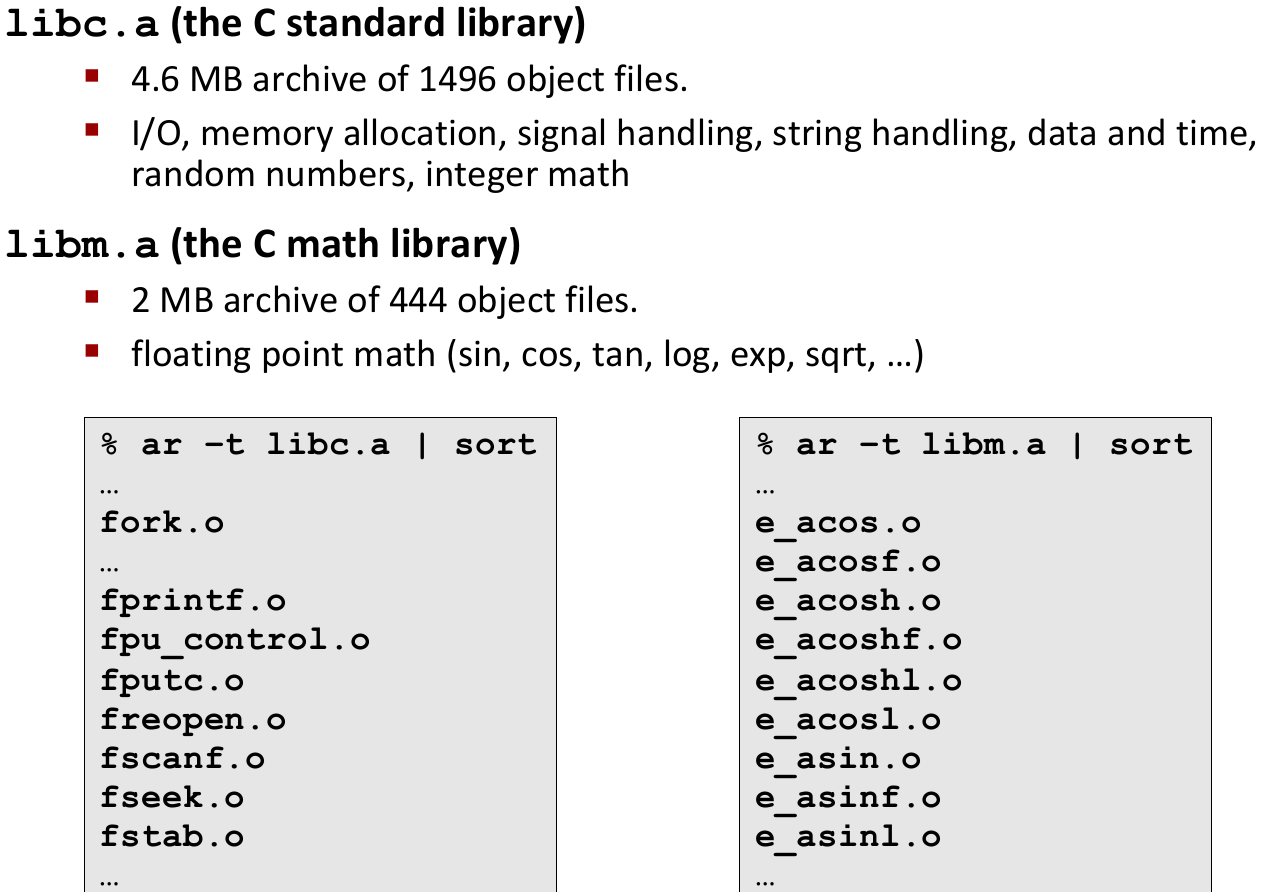 libc.a (the C standard library)
▪ 4.6 MB archive of 1496 object files.
▪ I/O, memory allocation, signal handling, string handling, data and time,
random numbers, integer math
libm.a (the C math library)
▪ 2 MB archive of 444 object files.
▪ floating point math (sin, cos, tan, log, exp, sqrt, …)
% ar –t libc.a | sort
…
fork.o
…
fprintf.o
fpu_control.o
fputc.o
freopen.o
fscanf.o
fseek.o
fstab.o
…
% ar –t libm.a | sort
…
e_acos.o
e_acosf.o
e_acosh.o
e_acoshf.o
e_acoshl.o
e_acosl.o
e_asin.o
e_asinf.o
e_asinl.o
…